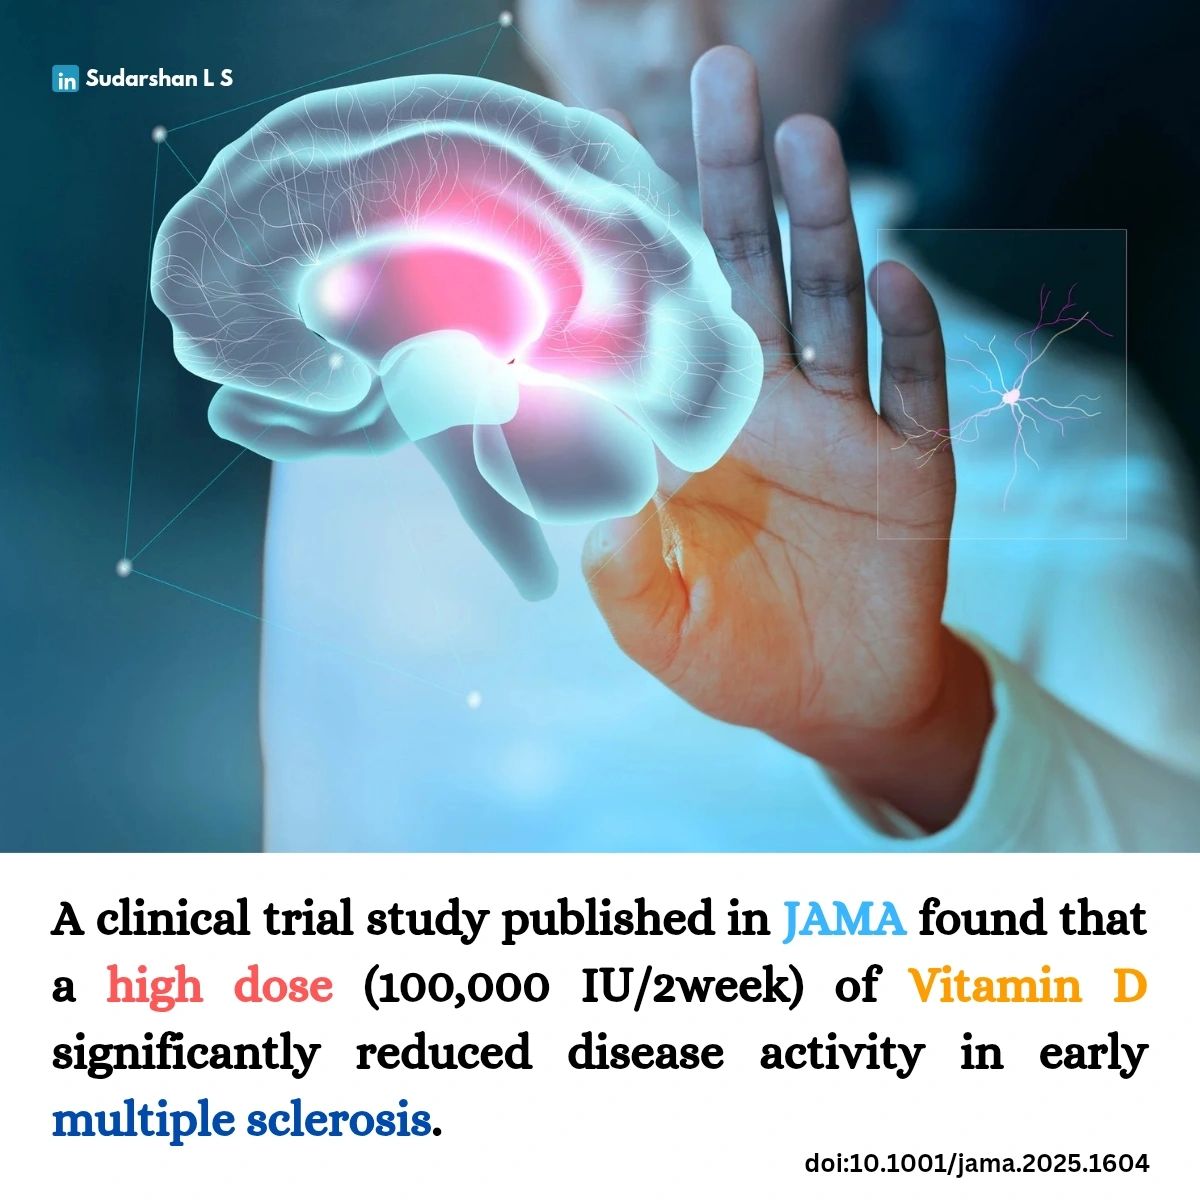 in Sudarshan L S
A clinical trial study published in JAMA found that
a high dose (100,000 IU/2week) of Vitamin D
significantly reduced disease activity in early
multiple sclerosis.
doi:10.1001/jama.2025.1604